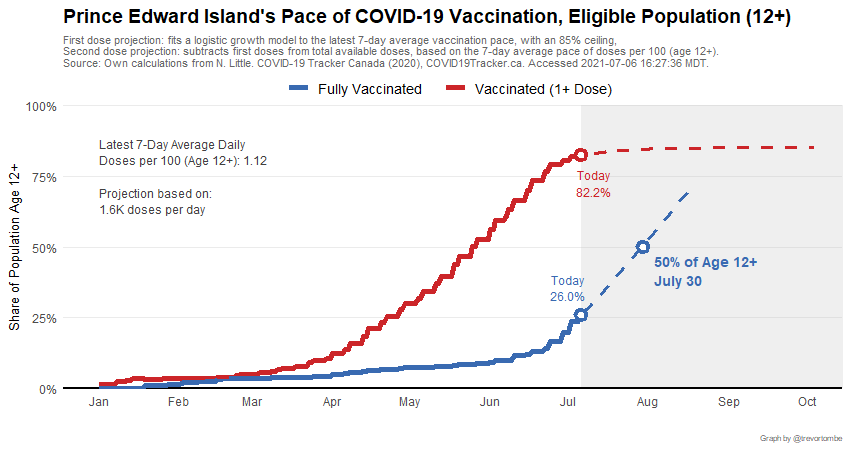 Prince Edward Island's Pace of COVID-19 Vaccination, Eligible Population (12+)
First dose projection: fits a logistic growth model to the latest 7-day average vaccination pace, with an 85% ceiling,
Second dose projection: subtracts first doses from total available doses, based on the 7-day average pace of doses per 100 (age 12+).
Source: Own calculations from N. Little. COVID-19 Tracker Canada (2020), COVID19Tracker.ca. Accessed 2021-07-06 16:27:36 MDT.
Fully Vaccinated
Vaccinated (1+ Dose)
100%
75%
50%
25%
0%
Share of Population Age 12+
Latest 7-Day Average Daily
Doses per 100 (Age 12+): 1.12
Projection based on:
1.6K doses per day
Today
82.2%
Today
26.0%
50% of Age 12+
July 30
Jan
Feb
Mar
Apr
May
Jun
Jul
Aug
Sep
Oct
Graph by @trevortombe